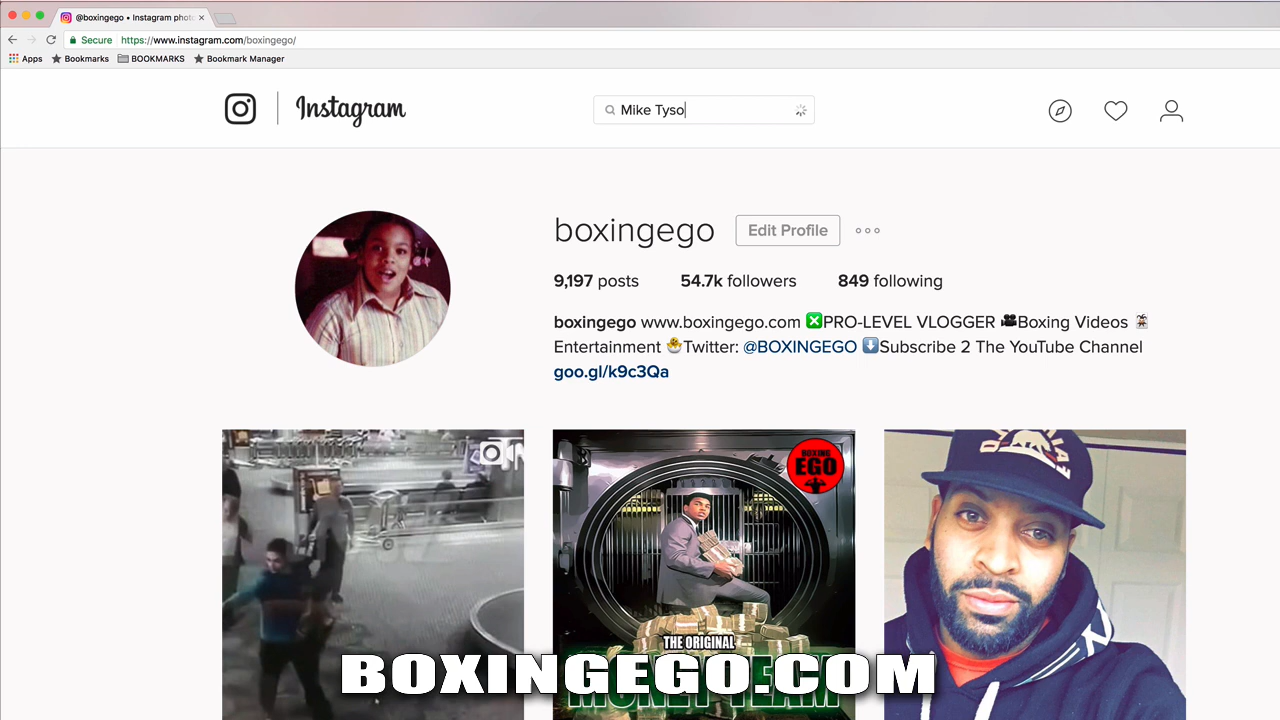 @boxingego • Instagram phot
Secure https://www.instagram.com/boxingego/
Apps Bookmarks BOOKMARKS Bookmark Manager
Instagram
Mike Tyso
boxingego Edit Profile
9,197 posts 54.7k followers 849 following
boxingego www.boxingego.com ❎PRO-LEVEL VLOGGER 🎥Boxing Videos
Entertainment 🐣Twitter: @BOXINGEGO ⬇️Subscribe 2 The YouTube Channel
goo.gl/k9c3Qa
BOXING
EGO
THE ORIGINAL
MONEY TEAM
BOXINGEGO.COM